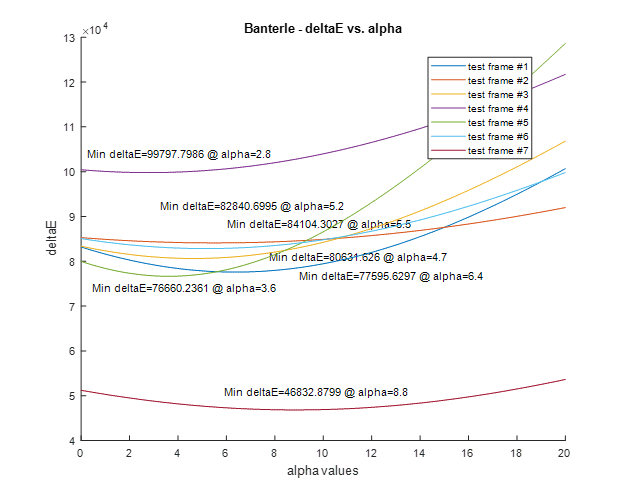 Banterle - deltaE vs. alpha
×10^4
13
12
11
10
9
8
7
6
5
4
deltaE
test frame #1
test frame #2
test frame #3
test frame #4
test frame #5
test frame #6
test frame #7
Min deltaE=99797.7986 @ alpha=2.8
Min deltaE=82840.6995 @ alpha=5.2
Min deltaE=84104.3027 @ alpha=5.5
Min deltaE=80631.626 @ alpha=4.7
Min deltaE=77595.6297 @ alpha=6.4
Min deltaE=76660.2361 @ alpha=3.6
Min deltaE=46832.8799 @ alpha=8.8
0 2 4 6 8 10 12 14 16 18 20
alpha values